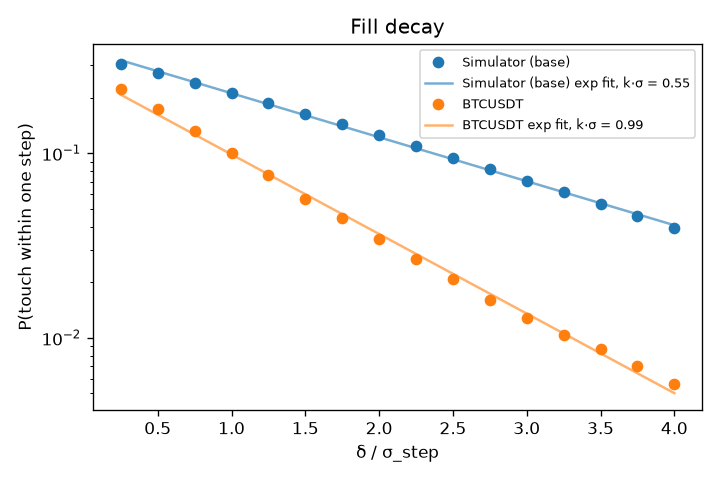 Fill decay
Simulator (base)
Simulator (base) exp fit, k·σ = 0.55
BTCUSDT
BTCUSDT exp fit, k·σ = 0.99
P(touch within one step)
10⁻¹
10⁻²
0.5 1.0 1.5 2.0 2.5 3.0 3.5 4.0
δ / σ_step